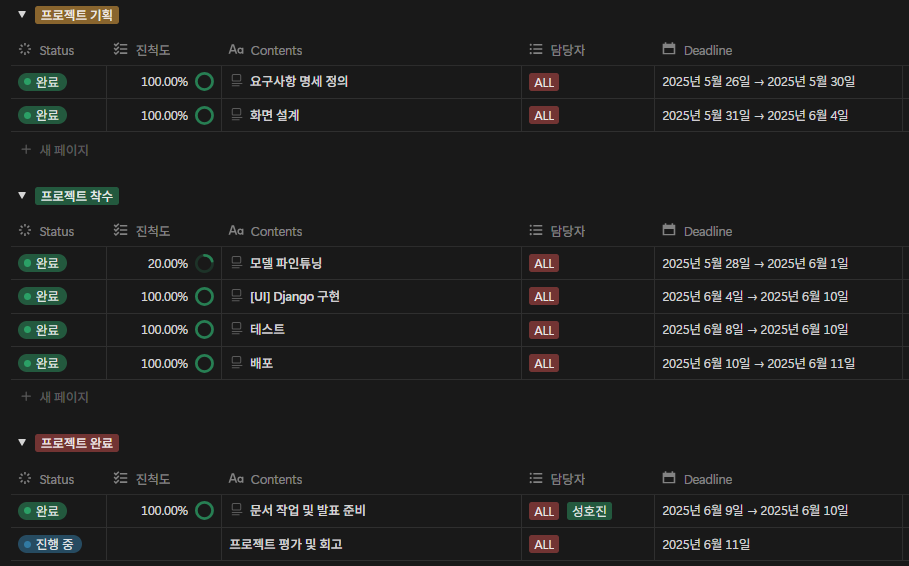 프로젝트 기획
Status 진척도 Aa Contents 담당자 Deadline
완료 100.00% 요구사항 명세 정의 ALL 2025년 5월 26일 → 2025년 5월 30일
완료 100.00% 화면 설계 ALL 2025년 5월 31일 → 2025년 6월 4일
+ 새 페이지
프로젝트 착수
Status 진척도 Aa Contents 담당자 Deadline
완료 20.00% 모델 파인튜닝 ALL 2025년 5월 28일 → 2025년 6월 1일
완료 100.00% [UI] Django 구현 ALL 2025년 6월 4일 → 2025년 6월 10일
완료 100.00% 테스트 ALL 2025년 6월 8일 → 2025년 6월 10일
완료 100.00% 배포 ALL 2025년 6월 10일 → 2025년 6월 11일
+ 새 페이지
프로젝트 완료
Status 진척도 Aa Contents 담당자 Deadline
완료 100.00% 문서 작업 및 발표 준비 ALL 성호진 2025년 6월 9일 → 2025년 6월 10일
진행 중 프로젝트 평가 및 회고 ALL 2025년 6월 11일